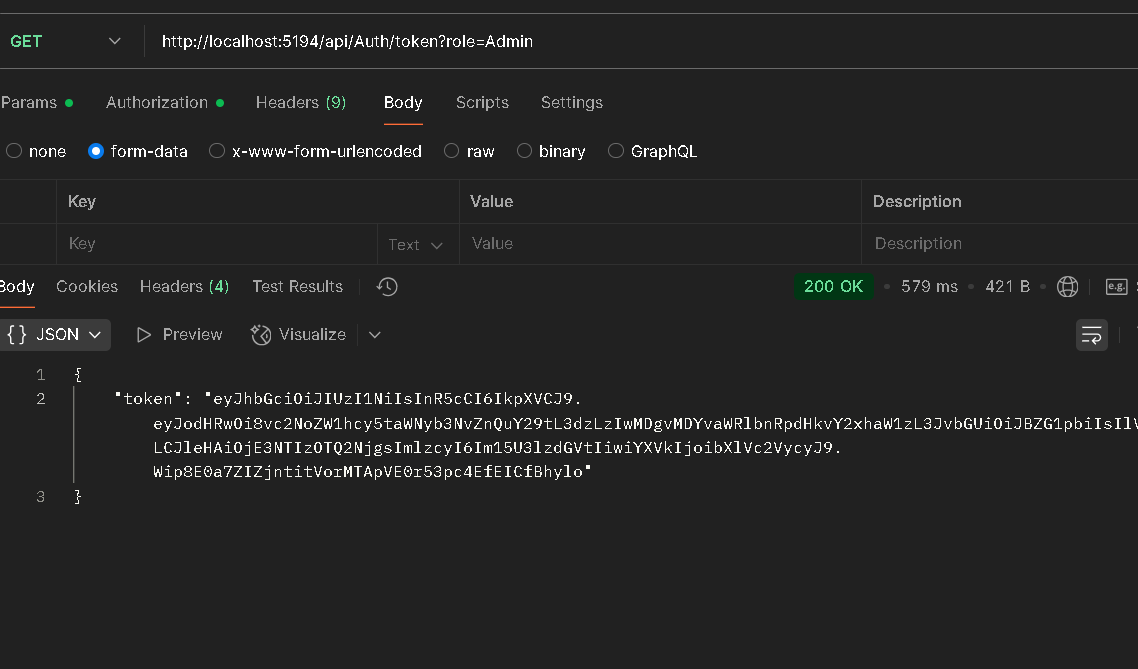 GET http://localhost:5194/api/Auth/token?role=Admin
Params Authorization Headers (9) Body Scripts Settings
none form-data x-www-form-urlencoded raw binary GraphQL
Key Value Description
Key Text Value Description
Body Cookies Headers (4) Test Results 200 OK 579 ms 421 B e.g.
{} JSON Preview Visualize
1 {
2 "token": "eyJhbGciOiJIUzI1NiIsInR5cCI6IkpXVCJ9.
eyJodHRwOi8vc2NoZW1hcy5taWNyb3NvZnQuY29tL3dzLzIwMDgvMDYvaWRlbnRpdHkvY2xhaW1zL3JvbGUiOiJBZG1pbiIsIlV
LCJleHAiOjE3NTIzOTQ2NjgsImlzcyI6Im15U3lzdGVtIiwiYXVkIjoibXlVc2VycyJ9.
Wip8E0a7ZIZjntitVorMTApVE0r53pc4EfEICfBhylo"
3 }